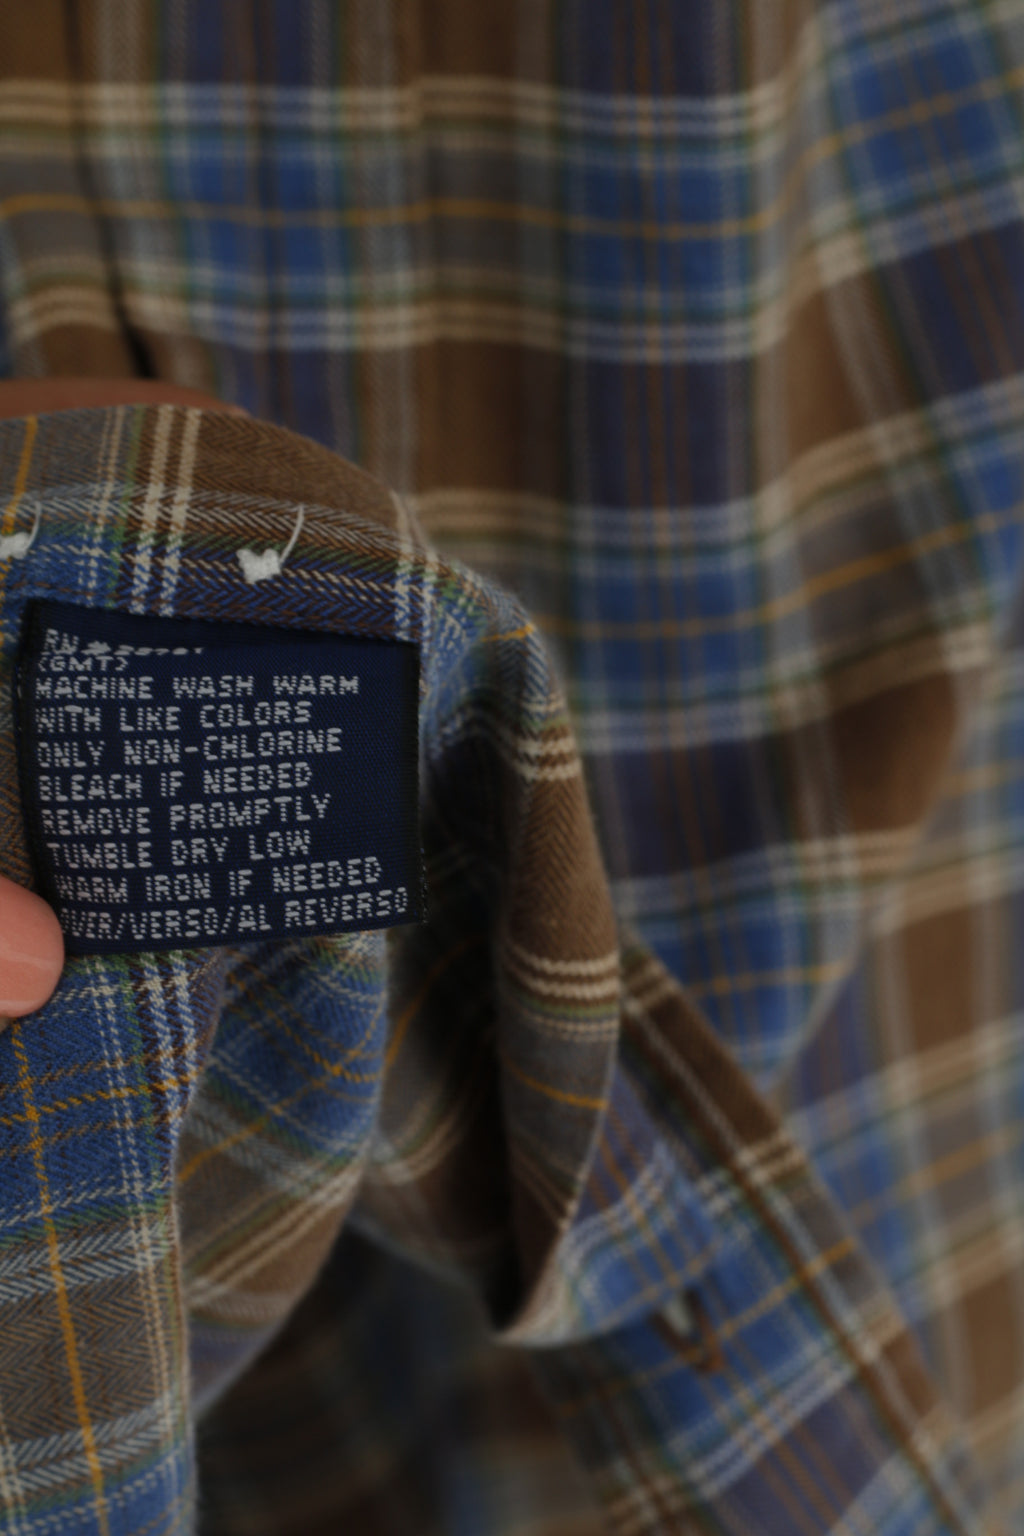 (GMT)
MACHINE WASH WARM
WITH LIKE COLORS
ONLY NON-CHLORINE
BLEACH IF NEEDED
REMOVE PROMPTLY
TUMBLE DRY LOW
WARM IRON IF NEEDED
/VERSO/AL REVERSO